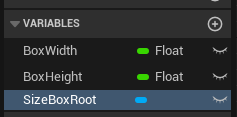 VARIABLES
BoxWidth Float
BoxHeight Float
SizeBoxRoot